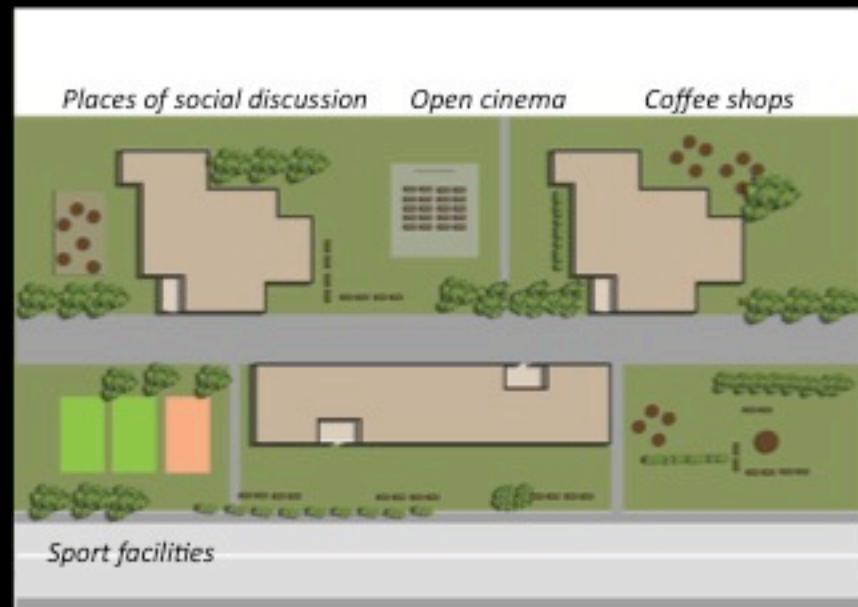 Places of social discussion Open cinema Coffee shops
Sport facilities